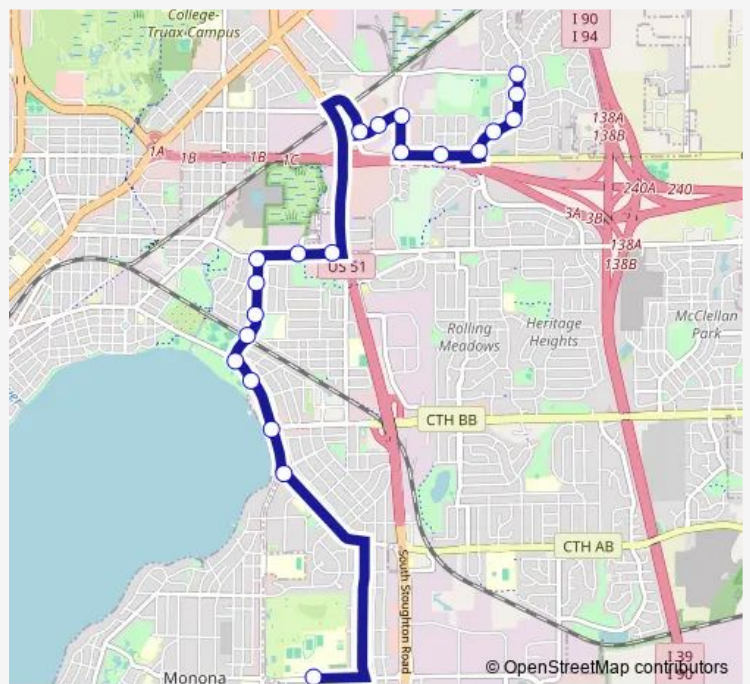 College-
Truax-Campus
I 90
I 94
138A
138B
1A
1B
1B
1C
240A
240
3A
3B
138A
138B
US 51
Rolling
Meadows
Heritage
Heights
McClellan
Park
CTH BB
CTH AB
South Stoughton Road
Monona
I 39
I 90
© OpenStreetMap contributors